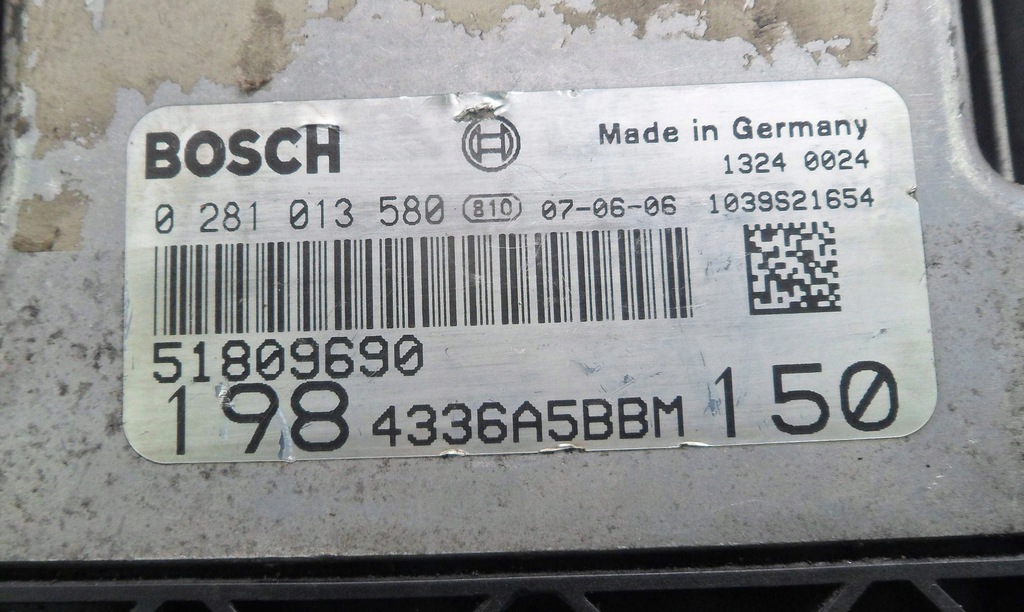 BOSCH
Made in Germany
1324 0024
0 281 013 580 810 07-06-06 1039S21654
51809690
198 4336A5BBM 150